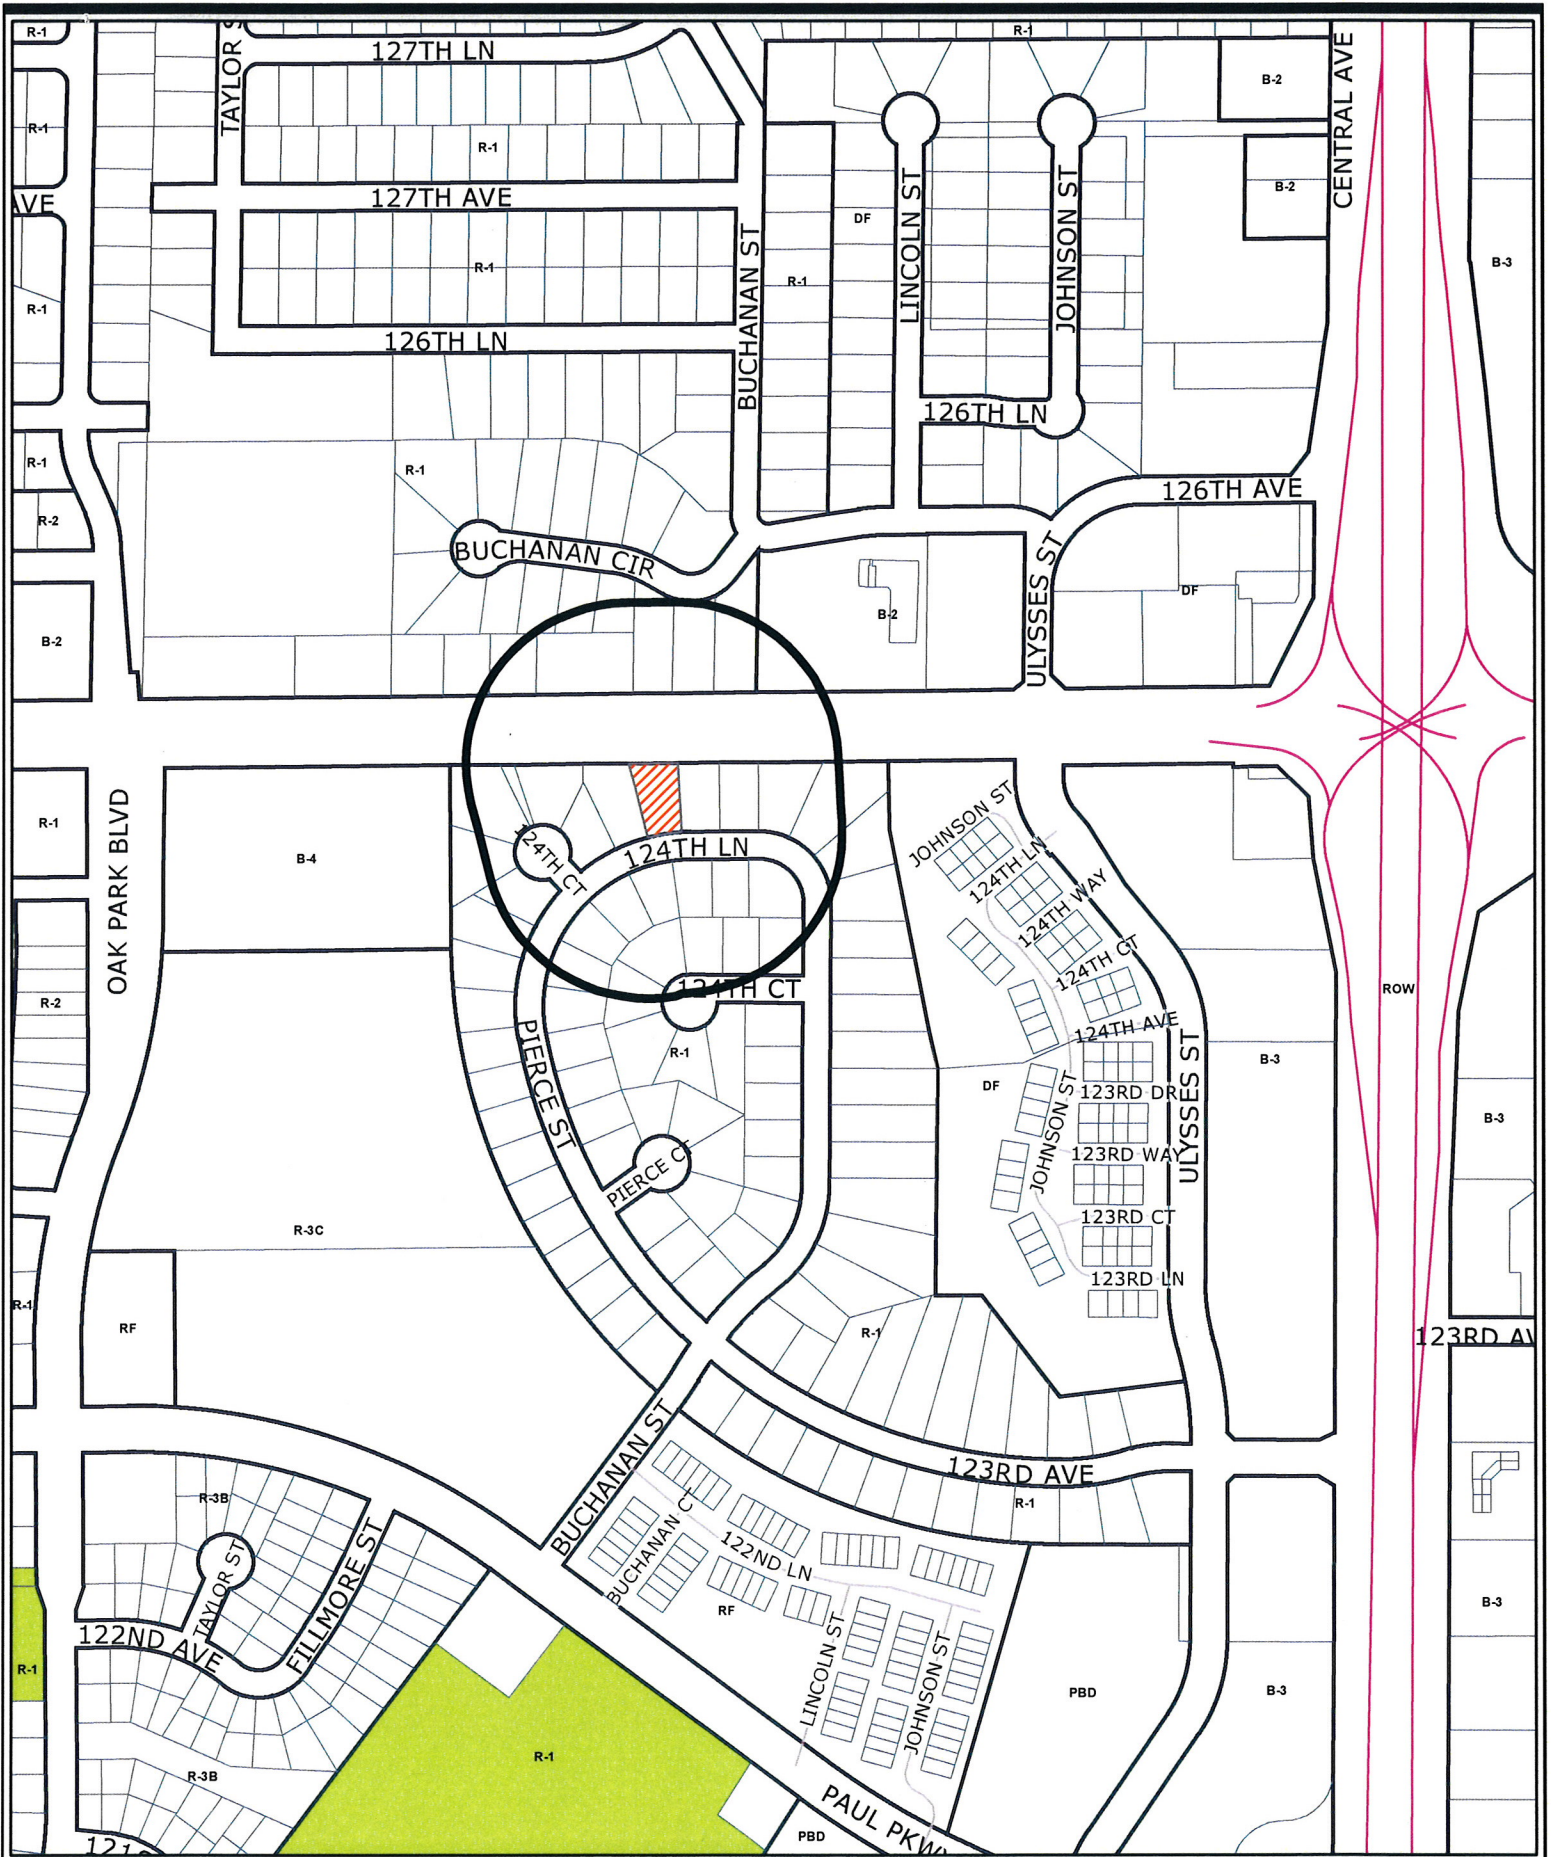 R-1
R-1
127TH LN
TAYLOR S
B-2
CENTRAL AVE
R-1
R-1
B-2
127TH AVE
AVE
DF
LINCOLN ST
JOHNSON ST
BUCHANAN ST
R-1
R-1
B-3
R-1
126TH LN
126TH LN
R-1
R-1
126TH AVE
R-2
BUCHANAN CIR
ULYSSES ST
DF
B-2
B-2
R-1
OAK PARK BLVD
B-4
124TH CT
124TH LN
JOHNSON ST
124TH LN
124TH WAY
124TH CT
R-2
124TH CT
ROW
124TH AVE
PIERCE ST
R-1
ULYSSES ST
B-3
DF
JOHNSON ST
123RD DR
B-3
123RD WAY
PIERCE CT
123RD CT
R-3C
123RD LN
R-1
RF
R-1
123RD AV
BUCHANAN ST
123RD AVE
R-3B
R-1
BUCHANAN CT
122ND LN
TAYLOR ST
FILLMORE ST
RF
B-3
122ND AVE
LINCOLN ST
JOHNSON ST
R-1
PBD
B-3
R-1
R-3B
PAUL PKWY
PBD